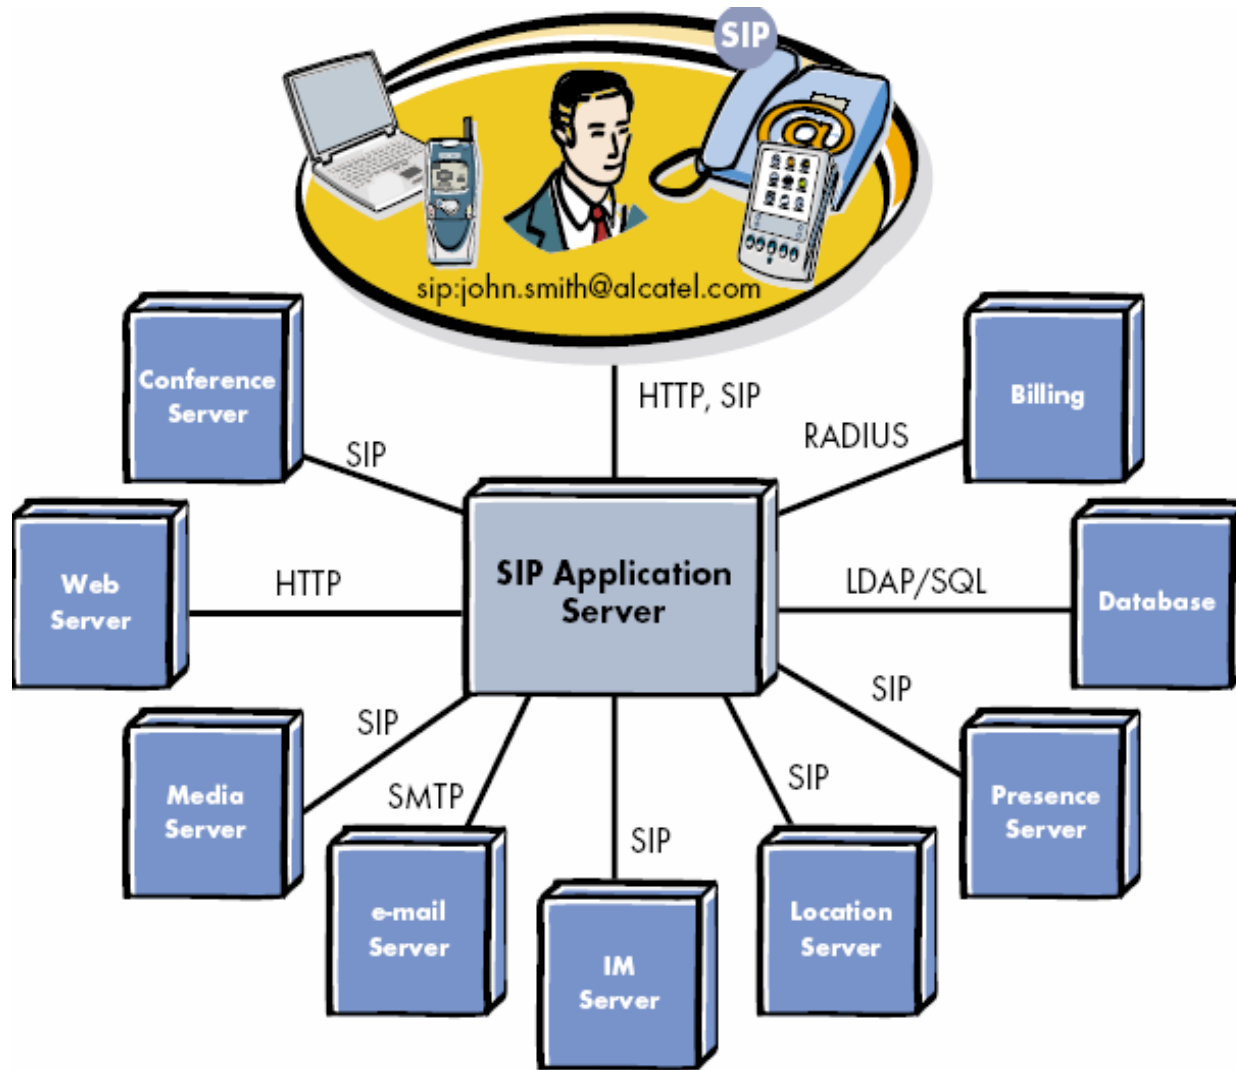 SIP
@
sip:john.smith@alcatel.com
HTTP, SIP
Conference
Server
SIP
Billing
RADIUS
Web
Server
HTTP
SIP Application
Server
LDAP/SQL
Database
Media
Server
SIP
SMTP
e-mail
Server
SIP
IM
Server
SIP
Location
Server
SIP
Presence
Server